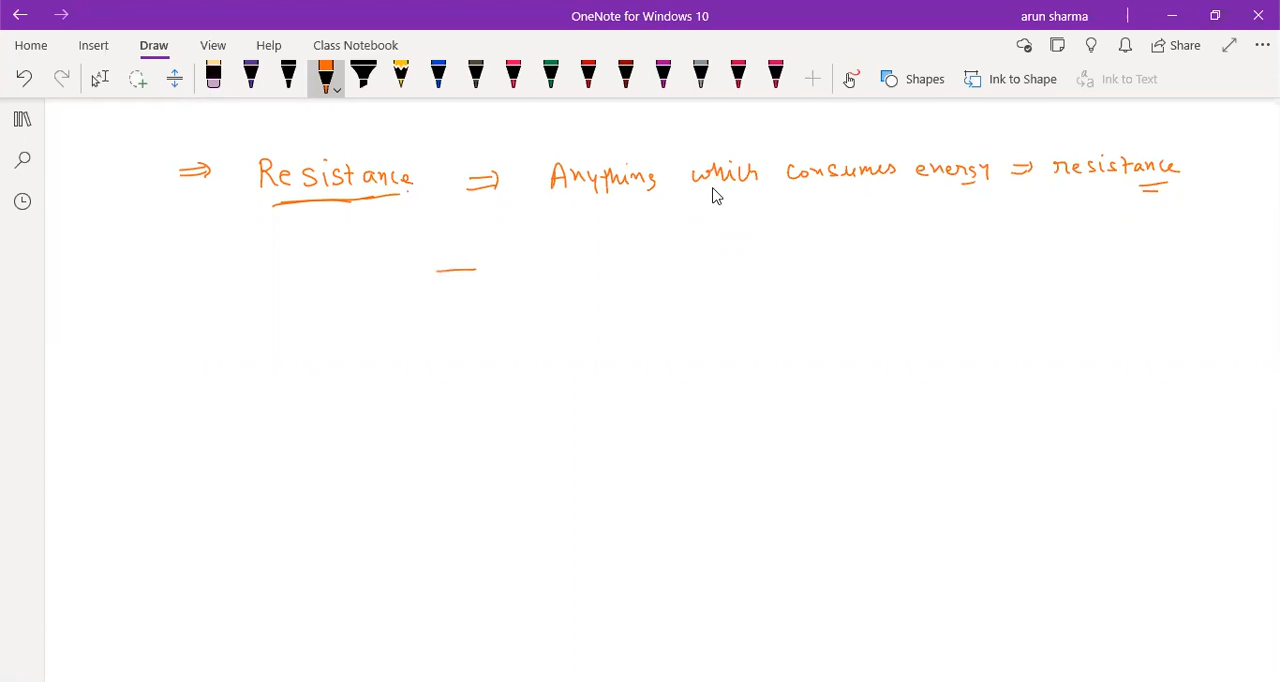 OneNote for Windows 10
arun sharma
Home Insert Draw View Help Class Notebook Share
Shapes Ink to Shape Ink to Text
⇒ Resistance ⇒ Anything which consumes energy ⇒ resistance